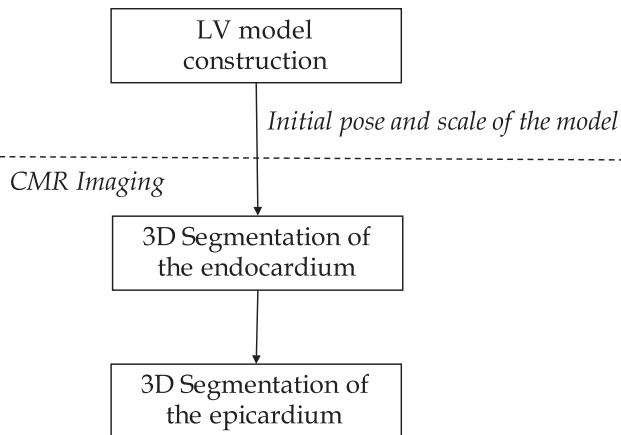 LV model
construction
Initial pose and scale of the model
CMR Imaging
3D Segmentation of
the endocardium
3D Segmentation of
the epicardium